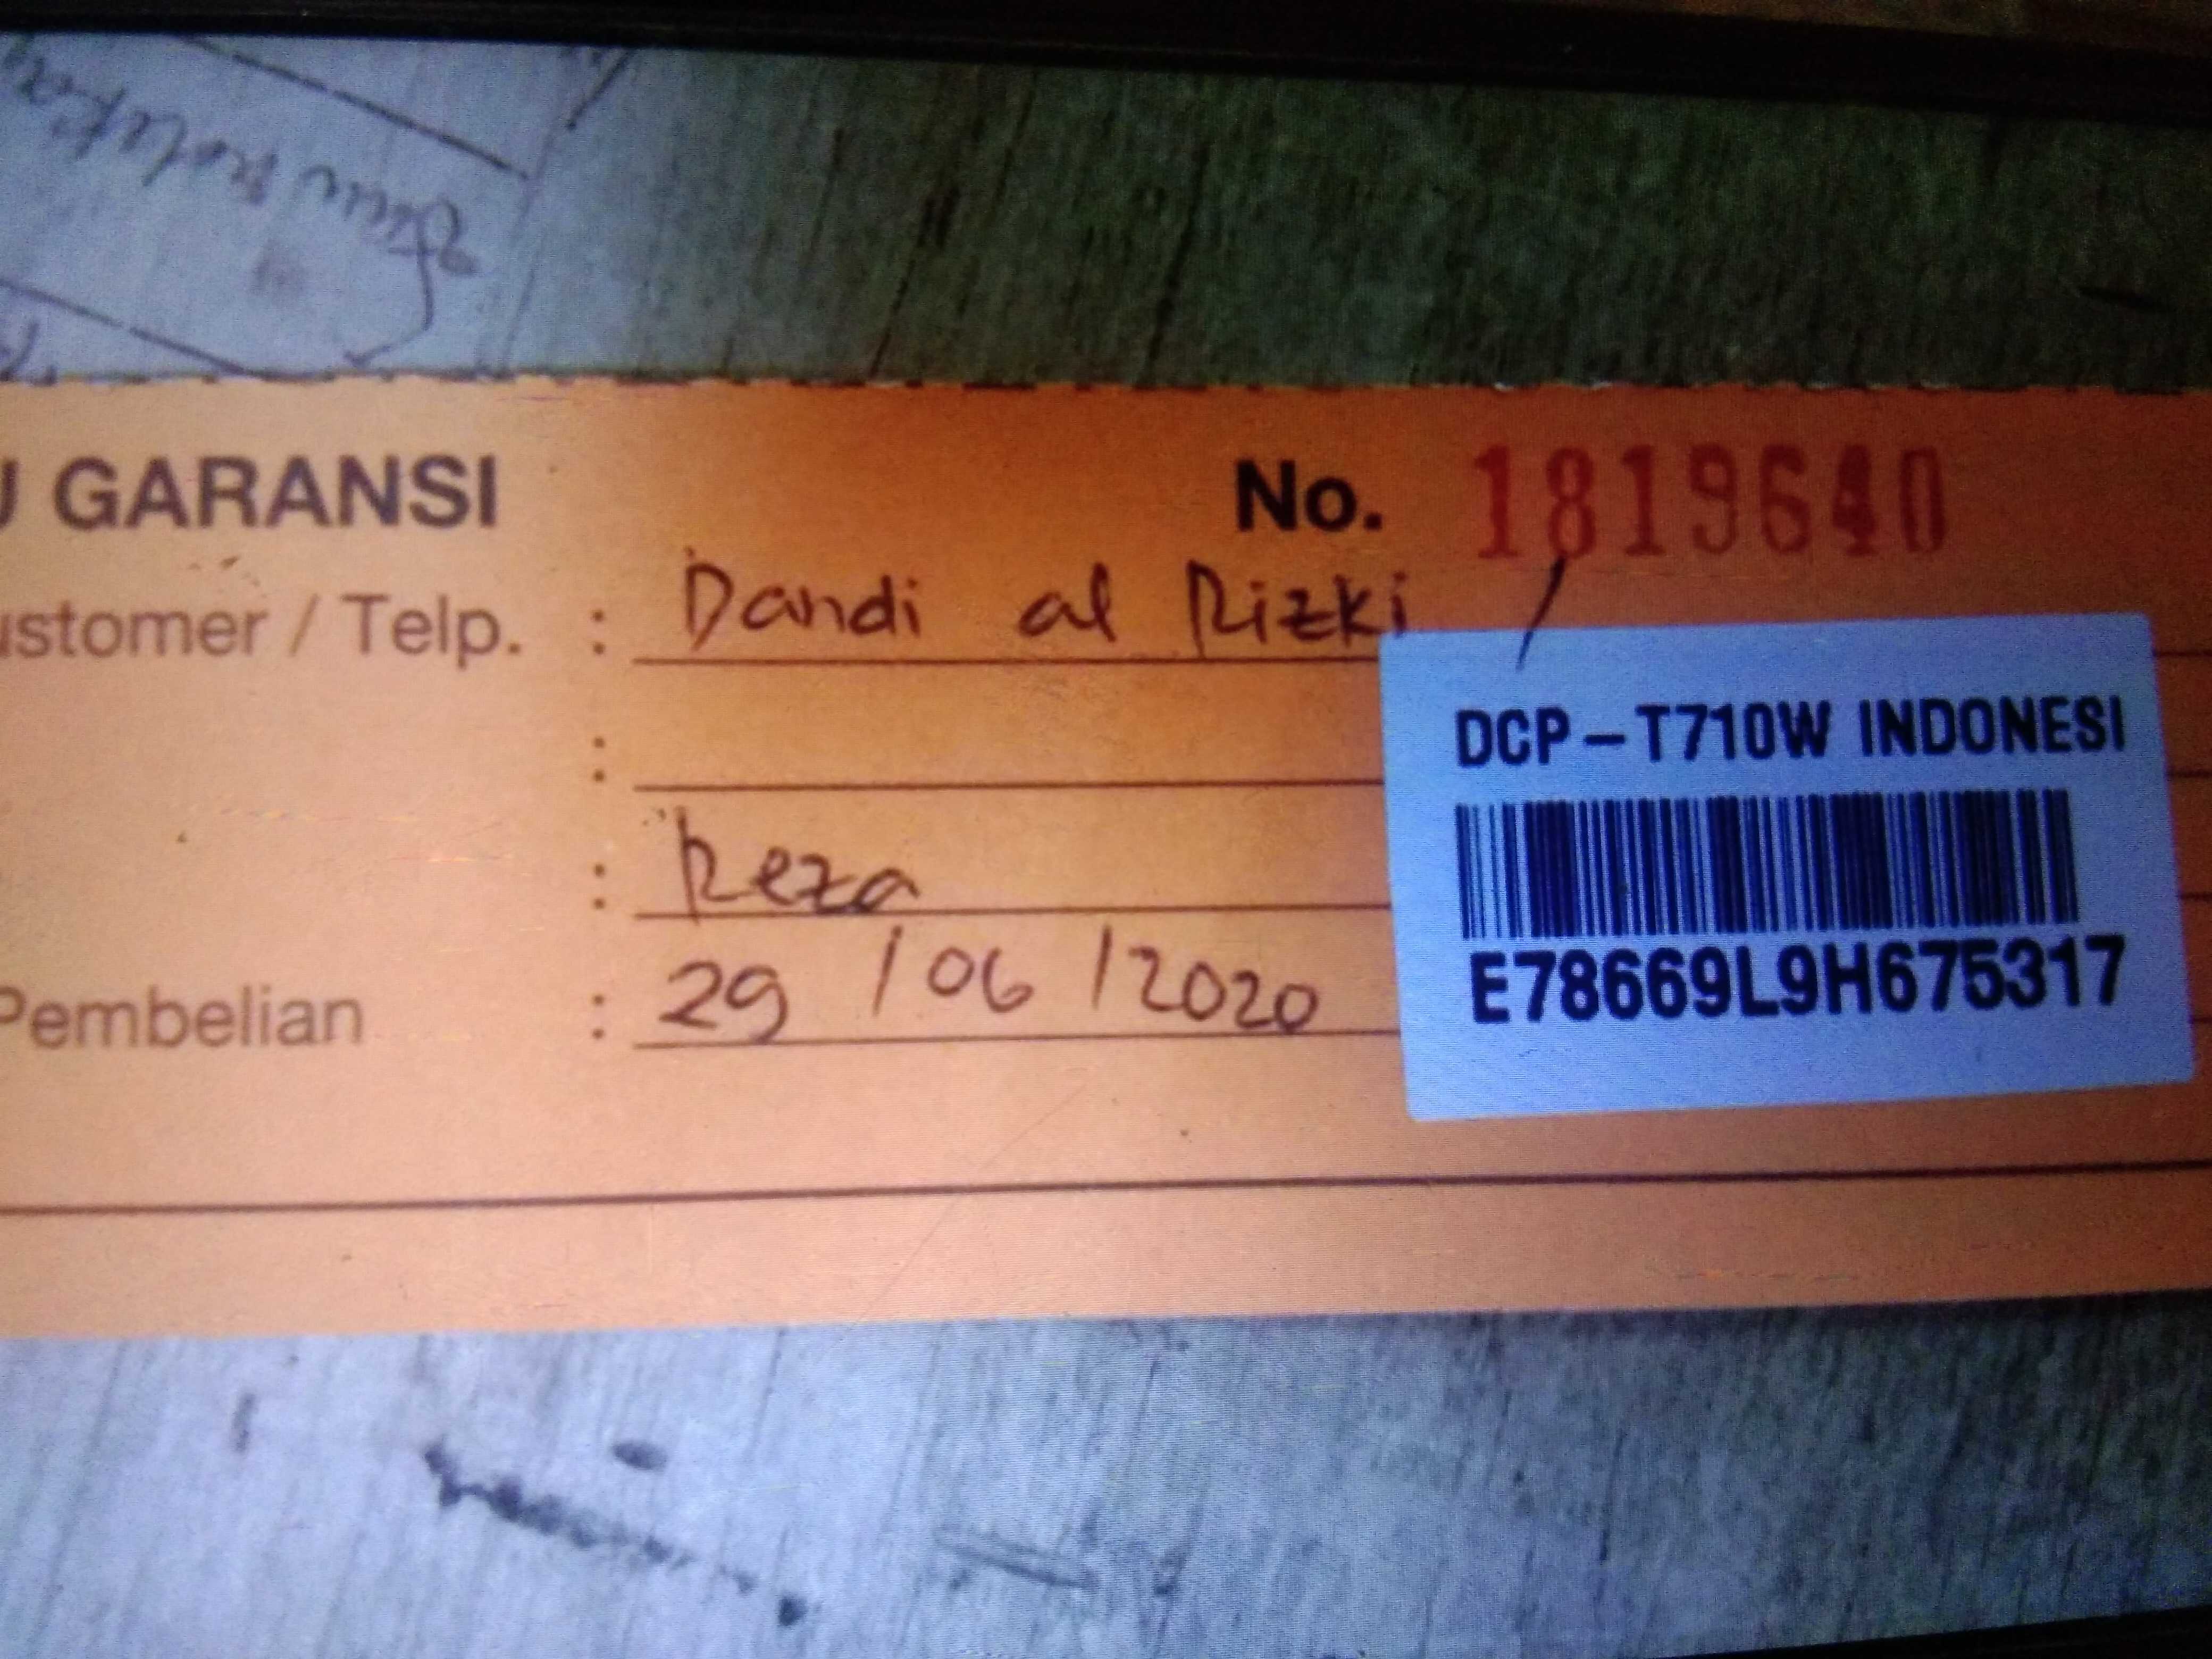 GARANSI No. 1819640
ustomer / Telp. : Dandi al Rizki
:
: Reza
Pembelian : 29 / 06 / 2020
DCP-T710W INDONESI
E78669L9H675317